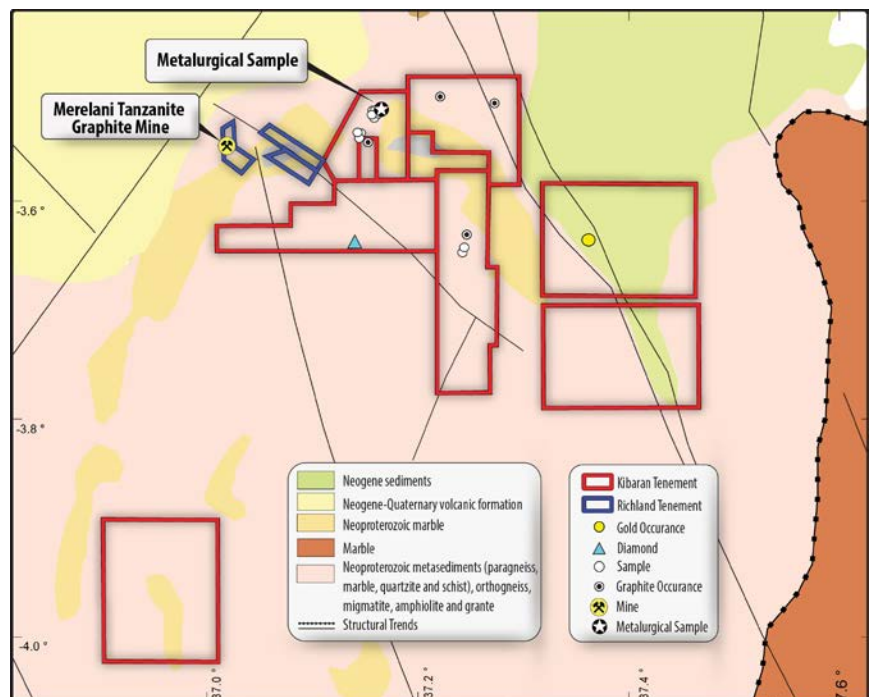 Metalurgical Sample
Merelani Tanzanite
Graphite Mine
-3.6 °
-3.8 °
-4.0 °
37.0 °
37.2 °
37.4 °
37.6 °
Neogene sediments
Neogene-Quaternary volcanic formation
Neoproterozoic marble
Marble
Neoproterozoic metasediments (paragneiss,
marble, quartzite and schist), orthogneiss,
migmatite, amphiolite and grante
Structural Trends
Kibaran Tenement
Richland Tenement
Gold Occurance
Diamond
Sample
Graphite Occurance
Mine
Metalurgical Sample